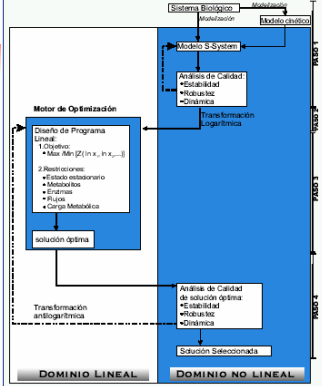 Sistema Biológico
Modelización
Modelización
Modelo cinético
Modelo S-System
PASO 1
Análisis de Calidad:
Estabilidad
Robustez
Dinámica
Transformación
Logarítmica
PASO 2
Motor de Optimización
Diseño de Programa
Lineal:
1.Objetivo:
Max /Min [Z( ln x₁, ln x₂,...)]
2.Restricciones:
Estado estacionario
Metabolitos
Enzimas
Flujos
Carga Metabólica
PASO 3
solución óptima
Análisis de Calidad
de solución óptima:
Estabilidad
Robustez
Dinámica
Transformación
antilogarítmica
PASO 4
Solución Seleccionada
DOMINIO LINEAL
DOMINIO NO LINEAL